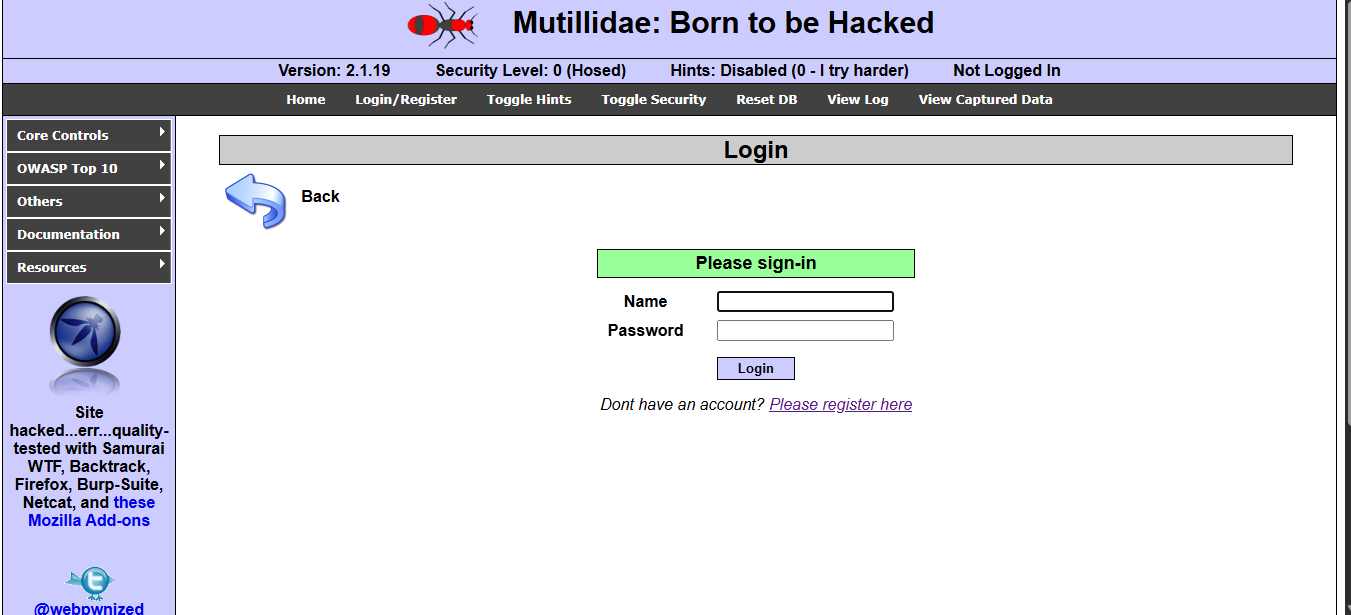 Mutillidae: Born to be Hacked
Version: 2.1.19 Security Level: 0 (Hosed) Hints: Disabled (0 - I try harder) Not Logged In
Home Login/Register Toggle Hints Toggle Security Reset DB View Log View Captured Data
Core Controls
OWASP Top 10
Others
Documentation
Resources
Site
hacked...err...quality-
tested with Samurai
WTF, Backtrack,
Firefox, Burp-Suite,
Netcat, and these
Mozilla Add-ons
@webpwnized
Login
Back
Please sign-in
Name
Password
Login
Dont have an account? Please register here